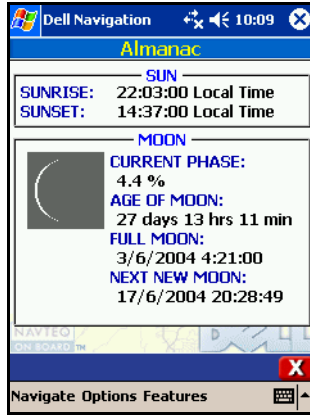 Dell Navigation 10:09
Almanac
SUN
SUNRISE: 22:03:00 Local Time
SUNSET: 14:37:00 Local Time
MOON
CURRENT PHASE:
4.4 %
AGE OF MOON:
27 days 13 hrs 11 min
FULL MOON:
3/6/2004 4:21:00
NEXT NEW MOON:
17/6/2004 20:28:49
NAVTEQ
ON BOARD TM
DELL
X
Navigate Options Features